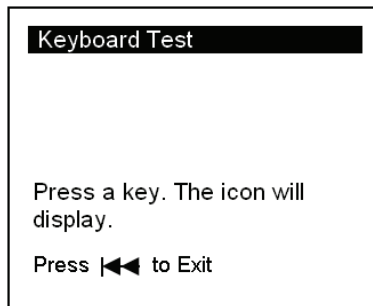 Keyboard Test
Press a key. The icon will
display.
Press to Exit